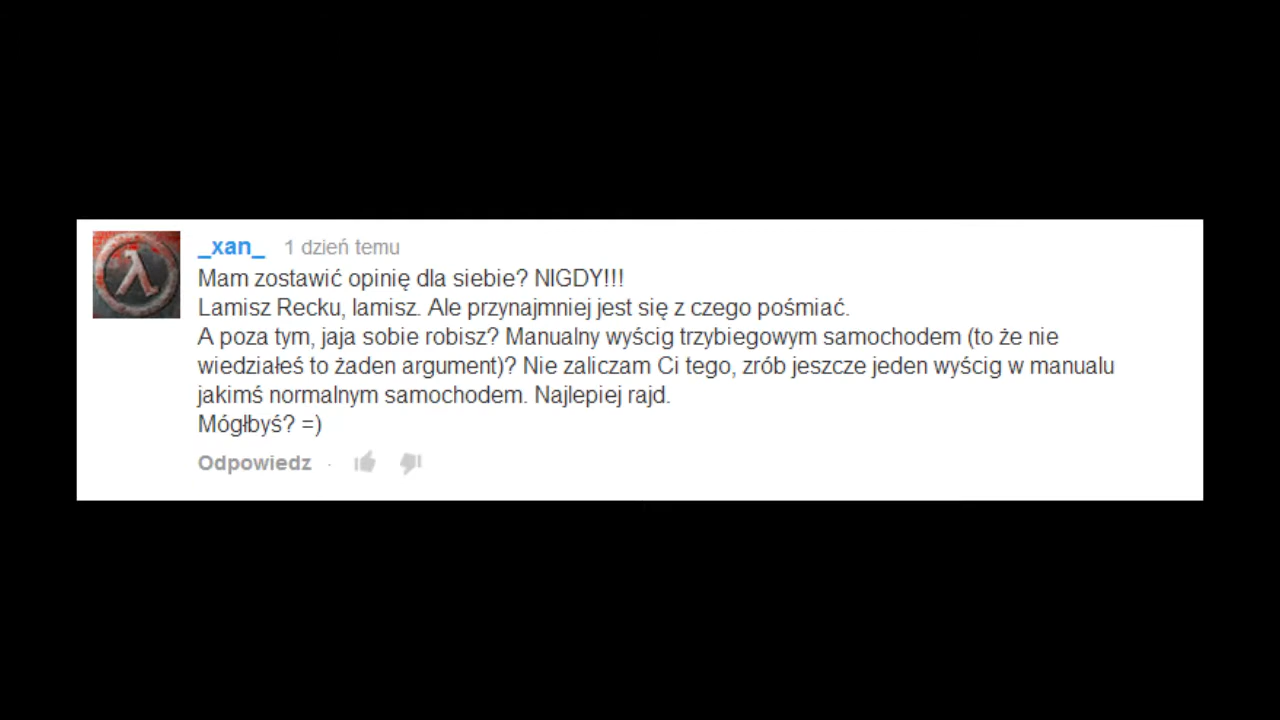 _xan_ 1 dzień temu
Mam zostawić opinię dla siebie? NIGDY!!!
Lamisz Recku, lamisz. Ale przynajmniej jest się z czego pośmiać.
A poza tym, jaja sobie robisz? Manualny wyścig trzybiegowym samochodem (to że nie
wiedziałeś to żaden argument)? Nie zaliczam Ci tego, zrób jeszcze jeden wyścig w manualu
jakimś normalnym samochodem. Najlepiej rajd.
Mógłbyś? =)
Odpowiedz ·